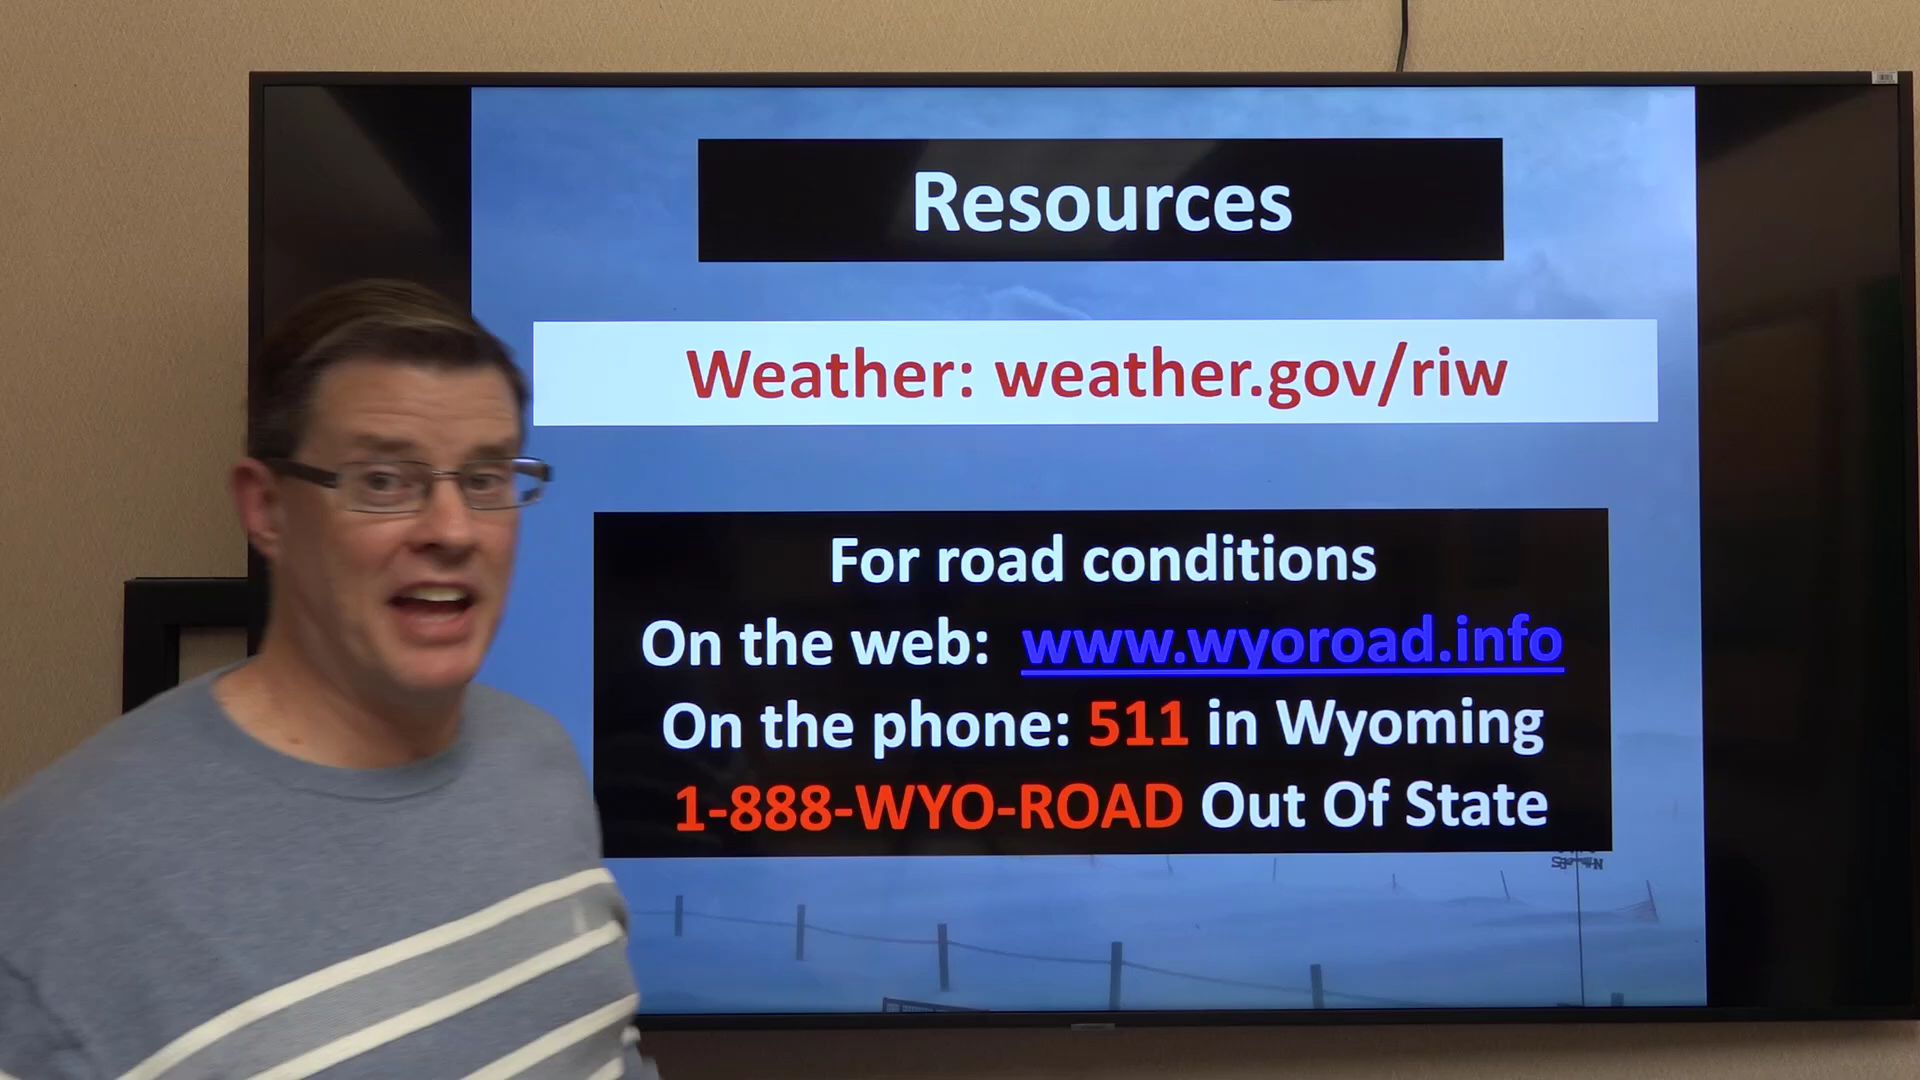 Resources
Weather: weather.gov/riw
For road conditions
On the web: www.wyoroad.info
On the phone: 511 in Wyoming
1-888-WYO-ROAD Out Of State